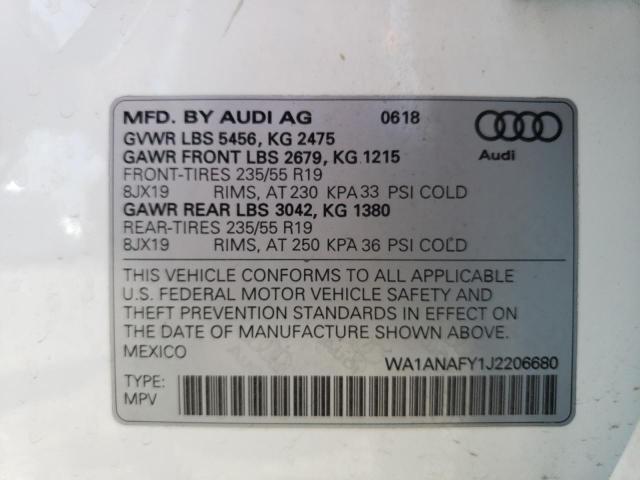 MFD. BY AUDI AG 0618
GVWR LBS 5456, KG 2475
GAWR FRONT LBS 2679, KG 1215
Audi
FRONT-TIRES 235/55 R19
8JX19 RIMS, AT 230 KPA 33 PSI COLD
GAWR REAR LBS 3042, KG 1380
REAR-TIRES 235/55 R19
8JX19 RIMS, AT 250 KPA 36 PSI COLD
THIS VEHICLE CONFORMS TO ALL APPLICABLE
U.S. FEDERAL MOTOR VEHICLE SAFETY AND
THEFT PREVENTION STANDARDS IN EFFECT ON
THE DATE OF MANUFACTURE SHOWN ABOVE.
MEXICO WA1ANAFY1J2206680
TYPE:
MPV